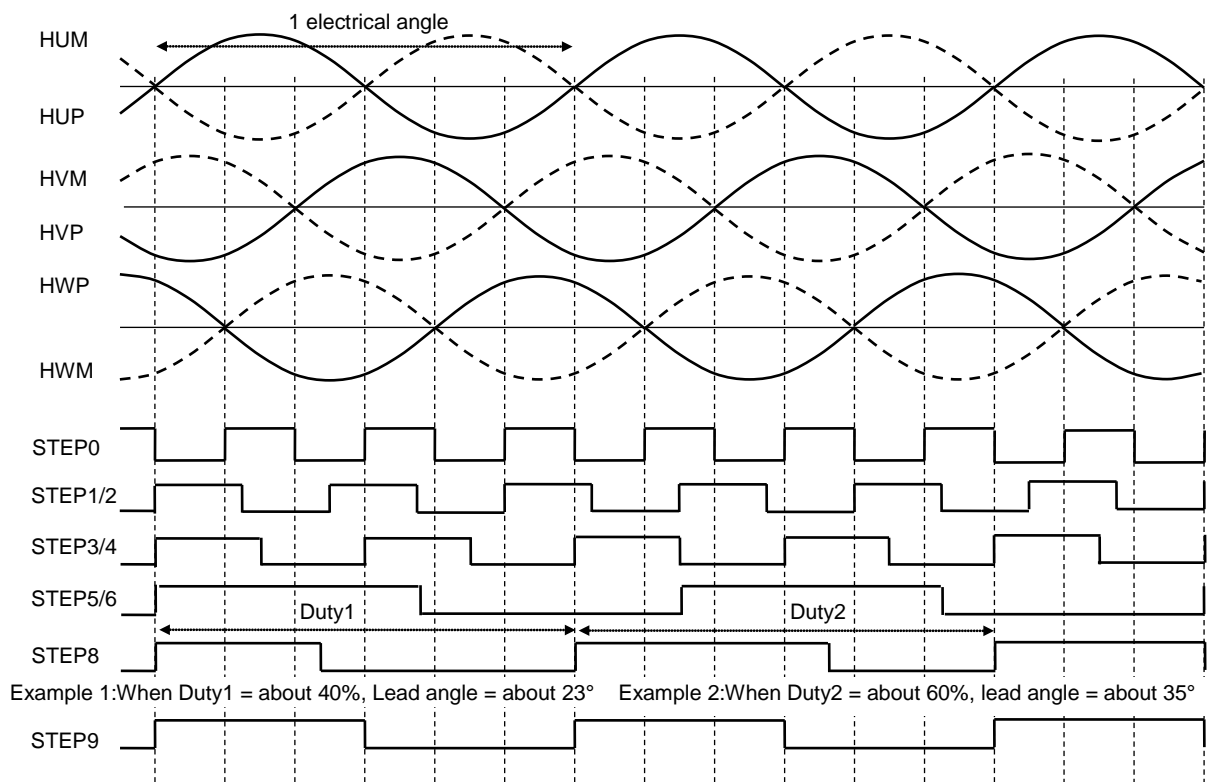 1 electrical angle
HUM
HUP
HVM
HVP
HWP
HWM
STEP0
STEP1/2
STEP3/4
STEP5/6
Duty1
Duty2
STEP8
Example 1:When Duty1 = about 40%, Lead angle = about 23°
Example 2:When Duty2 = about 60%, lead angle = about 35°
STEP9